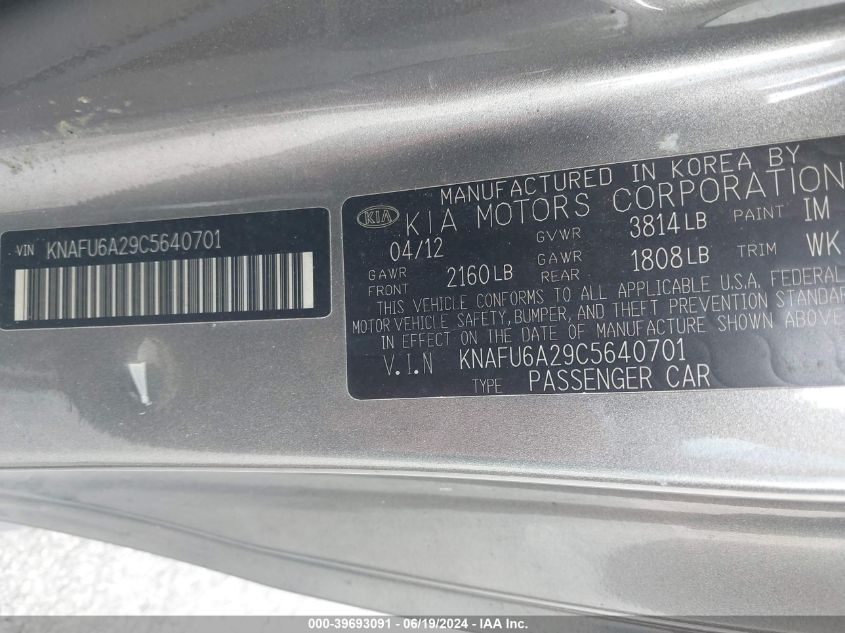 VIN KNAFU6A29C5640701
MANUFACTURED IN KOREA BY
KIA KIA MOTORS CORPORATION
04/12 GVWR 3814LB PAINT IM
GAWR FRONT 2160LB GAWR REAR 1808LB TRIM WK
THIS VEHICLE CONFORMS TO ALL APPLICABLE U.S.A. FEDERAL
MOTOR VEHICLE SAFETY, BUMPER, AND THEFT PREVENTION STANDAR
IN EFFECT ON THE DATE OF MANUFACTURE SHOWN ABOVE
V.I.N KNAFU6A29C5640701
TYPE PASSENGER CAR
000-39693091 - 06/19/2024 - IAA Inc.